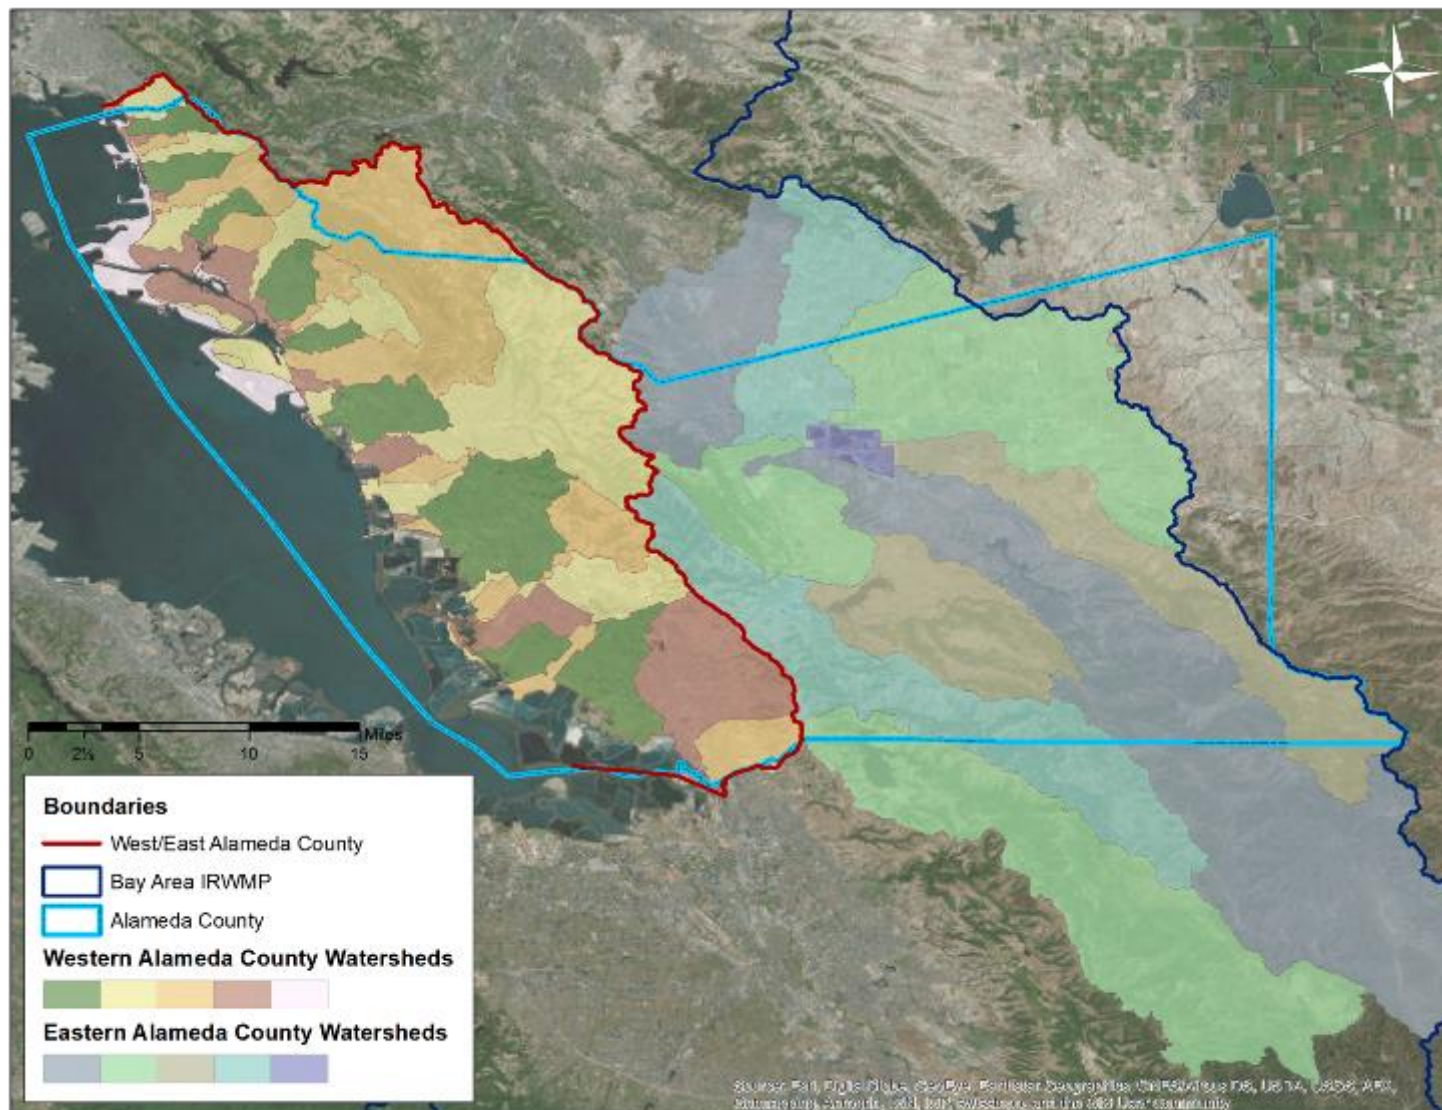 Miles
0 2½ 5 10 15
Boundaries
West/East Alameda County
Bay Area IRWMP
Alameda County
Western Alameda County Watersheds
Eastern Alameda County Watersheds